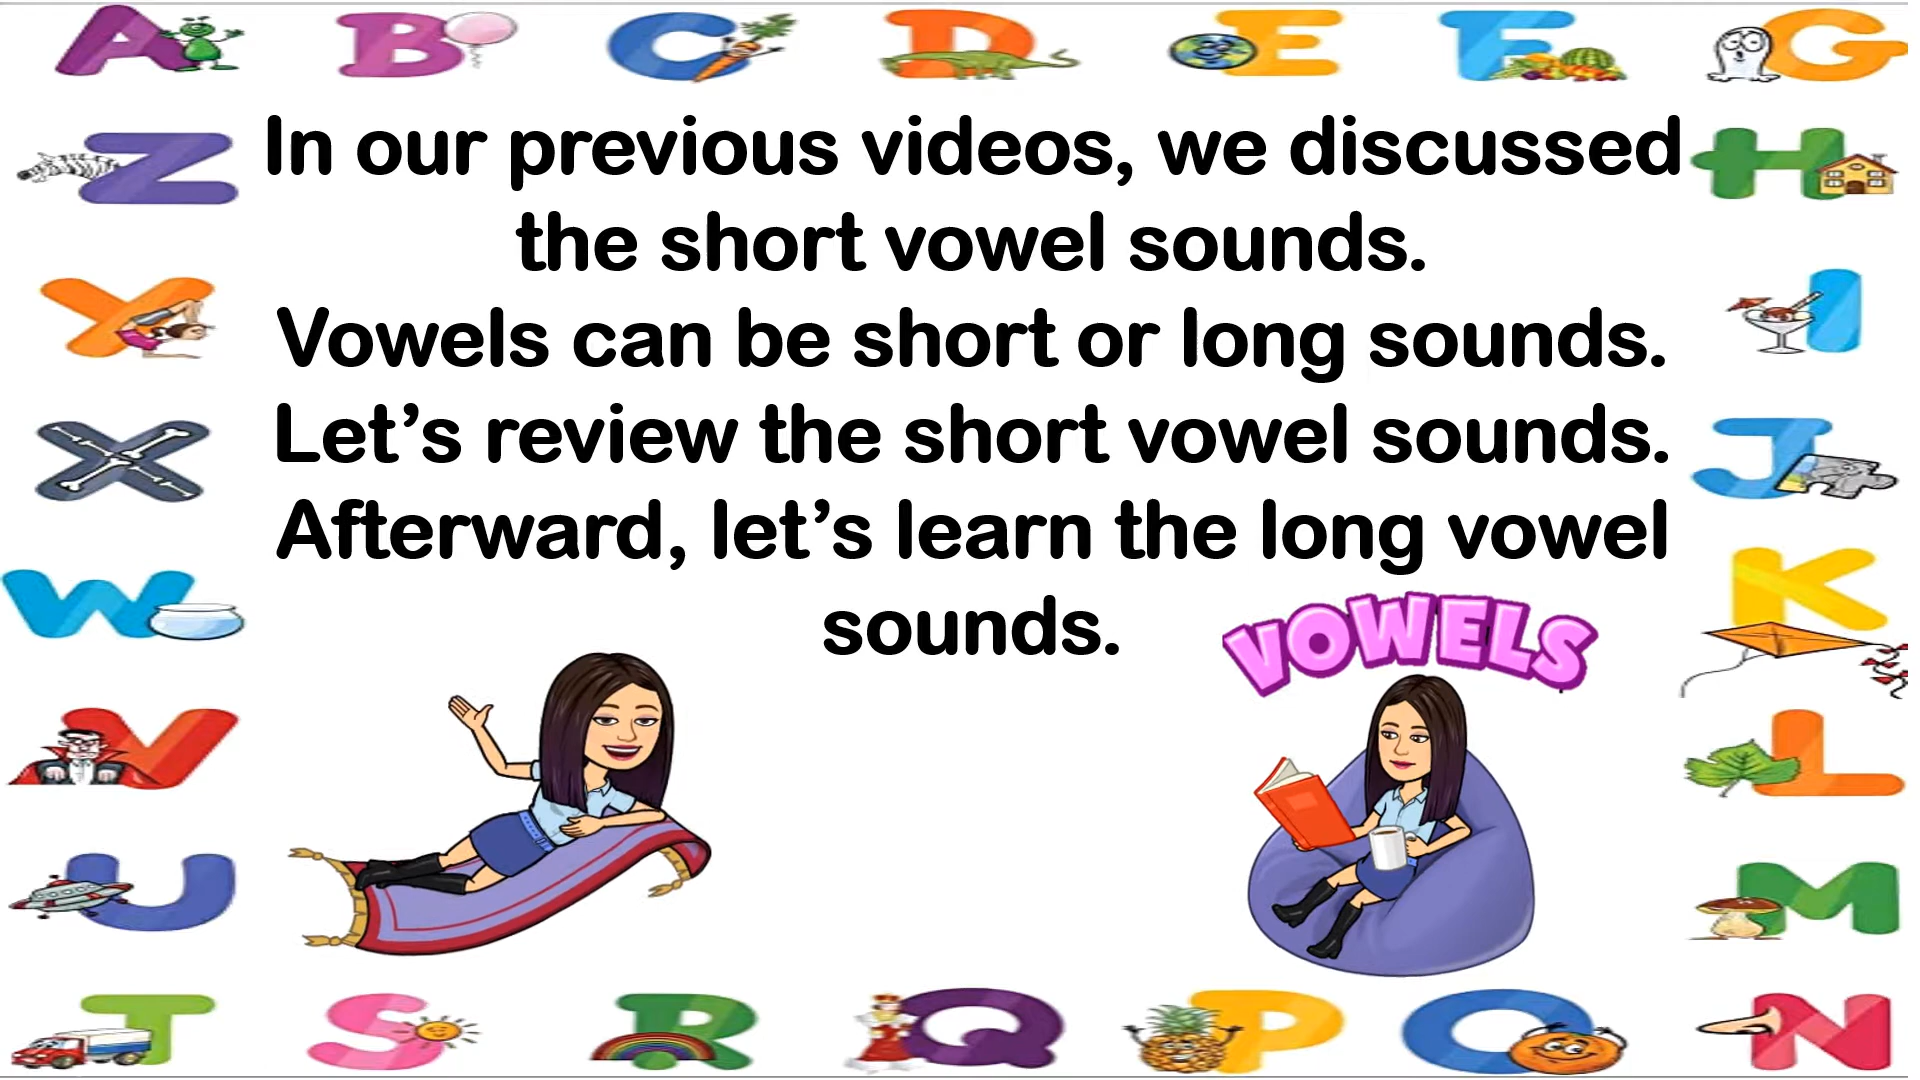 A B C D E F G
Z In our previous videos, we discussed H
the short vowel sounds.
Y Vowels can be short or long sounds. I
X Let’s review the short vowel sounds. J
Afterward, let’s learn the long vowel
W sounds. K
VOWELS
V L
U M
T S R Q P O N